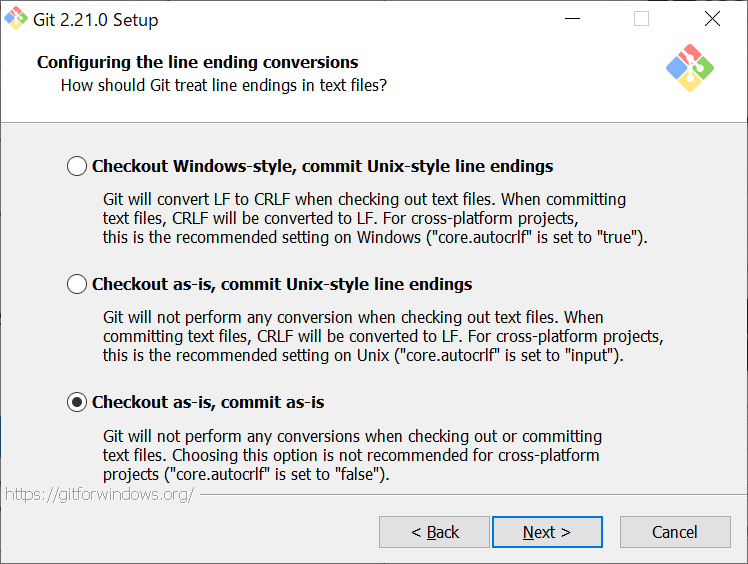 Git 2.21.0 Setup
Configuring the line ending conversions
How should Git treat line endings in text files?
Checkout Windows-style, commit Unix-style line endings
Git will convert LF to CRLF when checking out text files. When committing
text files, CRLF will be converted to LF. For cross-platform projects,
this is the recommended setting on Windows ("core.autocrlf" is set to "true").
Checkout as-is, commit Unix-style line endings
Git will not perform any conversion when checking out text files. When
committing text files, CRLF will be converted to LF. For cross-platform projects,
this is the recommended setting on Unix ("core.autocrlf" is set to "input").
Checkout as-is, commit as-is
Git will not perform any conversions when checking out or committing
text files. Choosing this option is not recommended for cross-platform
projects ("core.autocrlf" is set to "false").
https://gitforwindows.org/
< Back Next > Cancel